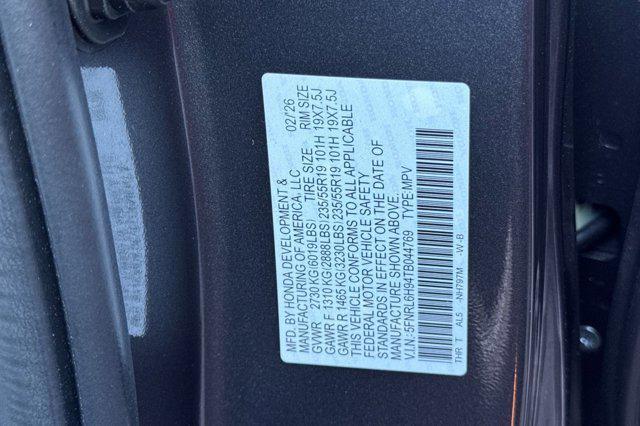 MFD. BY HONDA DEVELOPMENT &
MANUFACTURING OF AMERICA, LLC 02/26
GVWR 2730 KG(6019LBS) TIRE SIZE RIM SIZE
GAWR F 1310 KG(2888LBS) 235/55R19 101H 19X7.5J
GAWR R 1465 KG(3230LBS) 235/55R19 101H 19X7.5J
THIS VEHICLE CONFORMS TO ALL APPLICABLE
FEDERAL MOTOR VEHICLE SAFETY
STANDARDS IN EFFECT ON THE DATE OF
MANUFACTURE SHOWN ABOVE.
V.I.N.:5FNRL6H94TB044769 TYPE:MPV
THR T AL5 -NH797M -W-B